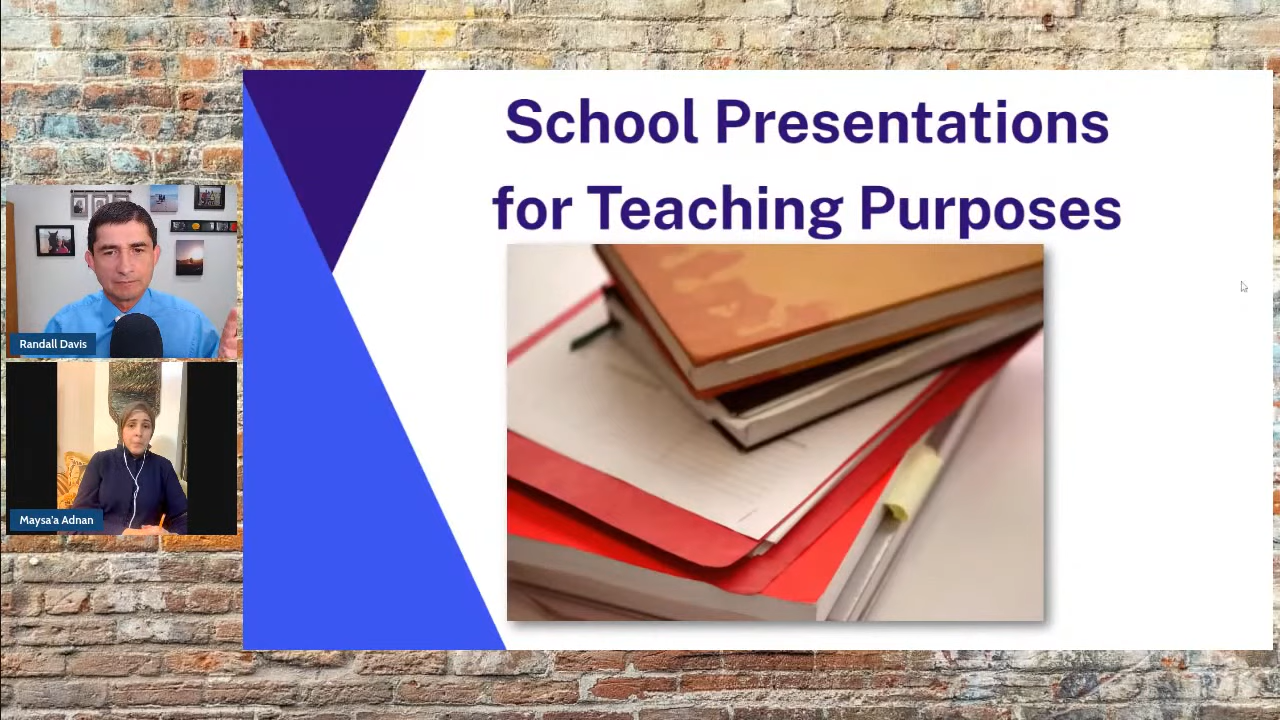 School Presentations
for Teaching Purposes
Randall Davis
Maysa'a Adnan